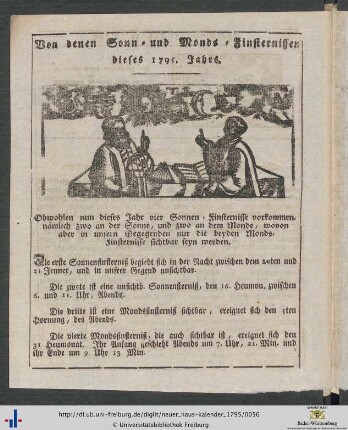 Von denen Sonn- und Monds-Finsternissen
dieses 1795. Jahrs.
Obwohlen nun dieses Jahr vier Sonnen-Finsternisse vorkommen,
nämlich zwo an der Sonne, und zwo an dem Monde, wovon
aber in unsern Gegegenden nur die beyden Monds-
Finsternisse sichtbar seyn werden.
Die erste Sonnenfinsterniß begiebt sich in der Nacht zwischen dem 20ten und
21 Jenner, und in unsrer Gegend unsichtbar.
Die zwote ist eine unsichtb. Sonnenfinsterniß, den 16. Heumon. zwischen
6. und 11. Uhr, Abends.
Die dritte ist eine Mondsfinsterniß sichtbar, ereignet sich den 3ten
Hornung, des Abends.
Die vierte Mondsfinsterniß, die auch sichtbar ist, ereignet sich den
31 Heumonat. Ihr Anfang geschieht Abends um 7. Uhr, 21. Min. und
ihr Ende um 9 Uhr 13 Min.
http://dl.ub.uni-freiburg.de/diglit/neuer_haus-kalender_1795/0056
© Universitätsbibliothek Freiburg
Baden-Württemberg